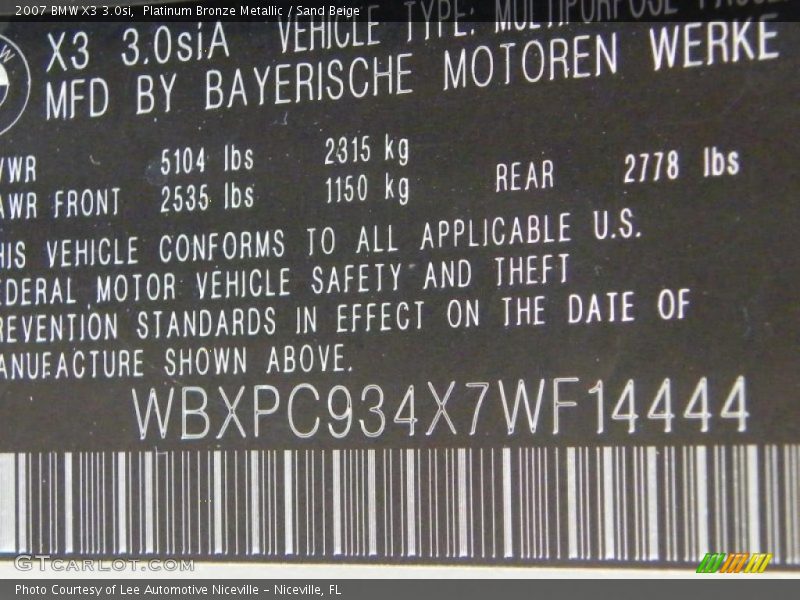 2007 BMW X3 3.0si, Platinum Bronze Metallic / Sand Beige
X3 3.0siA VEHICLE TYPE: MULTIPURPOSE
MFD BY BAYERISCHE MOTOREN WERKE
VWR 5104 lbs 2315 kg
AWR FRONT 2535 lbs 1150 kg REAR 2778 lbs
HIS VEHICLE CONFORMS TO ALL APPLICABLE U.S.
EDERAL MOTOR VEHICLE SAFETY AND THEFT
REVENTION STANDARDS IN EFFECT ON THE DATE OF
ANUFACTURE SHOWN ABOVE.
WBXPC934X7WF14444
GTCARLOT.COM
Photo Courtesy of Lee Automotive Niceville - Niceville, FL